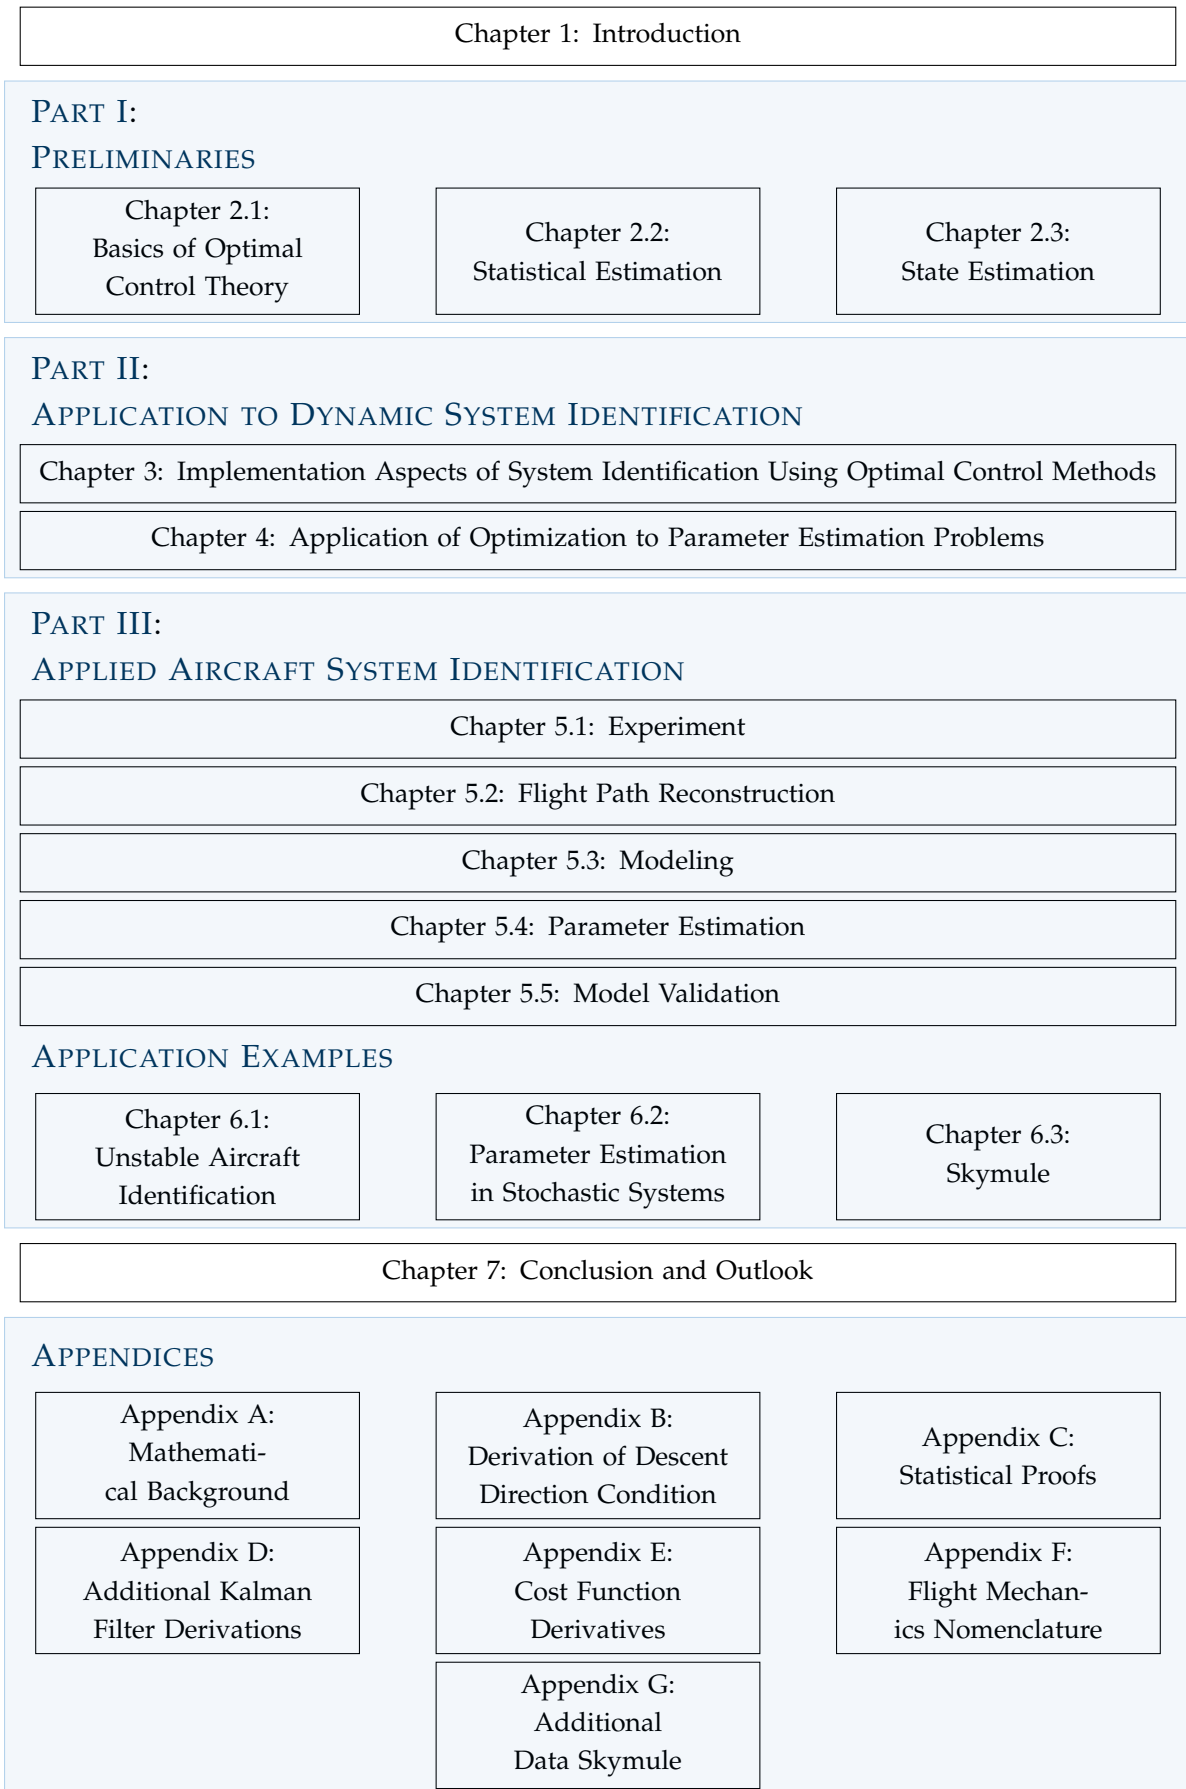 Chapter 1: Introduction
PART I:
PRELIMINARIES
Chapter 2.1:
Basics of Optimal
Control Theory
Chapter 2.2:
Statistical Estimation
Chapter 2.3:
State Estimation
PART II:
APPLICATION TO DYNAMIC SYSTEM IDENTIFICATION
Chapter 3: Implementation Aspects of System Identification Using Optimal Control Methods
Chapter 4: Application of Optimization to Parameter Estimation Problems
PART III:
APPLIED AIRCRAFT SYSTEM IDENTIFICATION
Chapter 5.1: Experiment
Chapter 5.2: Flight Path Reconstruction
Chapter 5.3: Modeling
Chapter 5.4: Parameter Estimation
Chapter 5.5: Model Validation
APPLICATION EXAMPLES
Chapter 6.1:
Unstable Aircraft
Identification
Chapter 6.2:
Parameter Estimation
in Stochastic Systems
Chapter 6.3:
Skymule
Chapter 7: Conclusion and Outlook
APPENDICES
Appendix A:
Mathemati-
cal Background
Appendix B:
Derivation of Descent
Direction Condition
Appendix C:
Statistical Proofs
Appendix D:
Additional Kalman
Filter Derivations
Appendix E:
Cost Function
Derivatives
Appendix F:
Flight Mechan-
ics Nomenclature
Appendix G:
Additional
Data Skymule